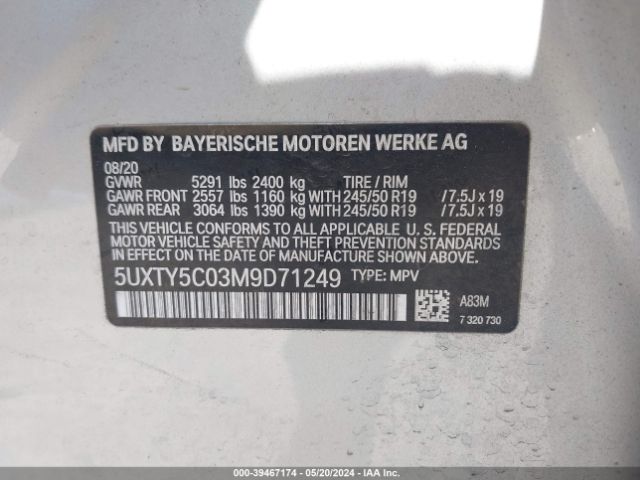 MFD BY BAYERISCHE MOTOREN WERKE AG
08/20
GVWR 5291 lbs 2400 kg TIRE / RIM
GAWR FRONT 2557 lbs 1160 kg WITH 245/50 R19 / 7.5J x 19
GAWR REAR 3064 lbs 1390 kg WITH 245/50 R19 / 7.5J x 19
THIS VEHICLE CONFORMS TO ALL APPLICABLE U. S. FEDERAL
MOTOR VEHICLE SAFETY AND THEFT PREVENTION STANDARDS
IN EFFECT ON THE DATE OF MANUFACTURE SHOWN ABOVE.
5UXTY5C03M9D71249 TYPE: MPV
A83M
7 320 730
000-39467174 | 05/20/2024 - IAA Inc.